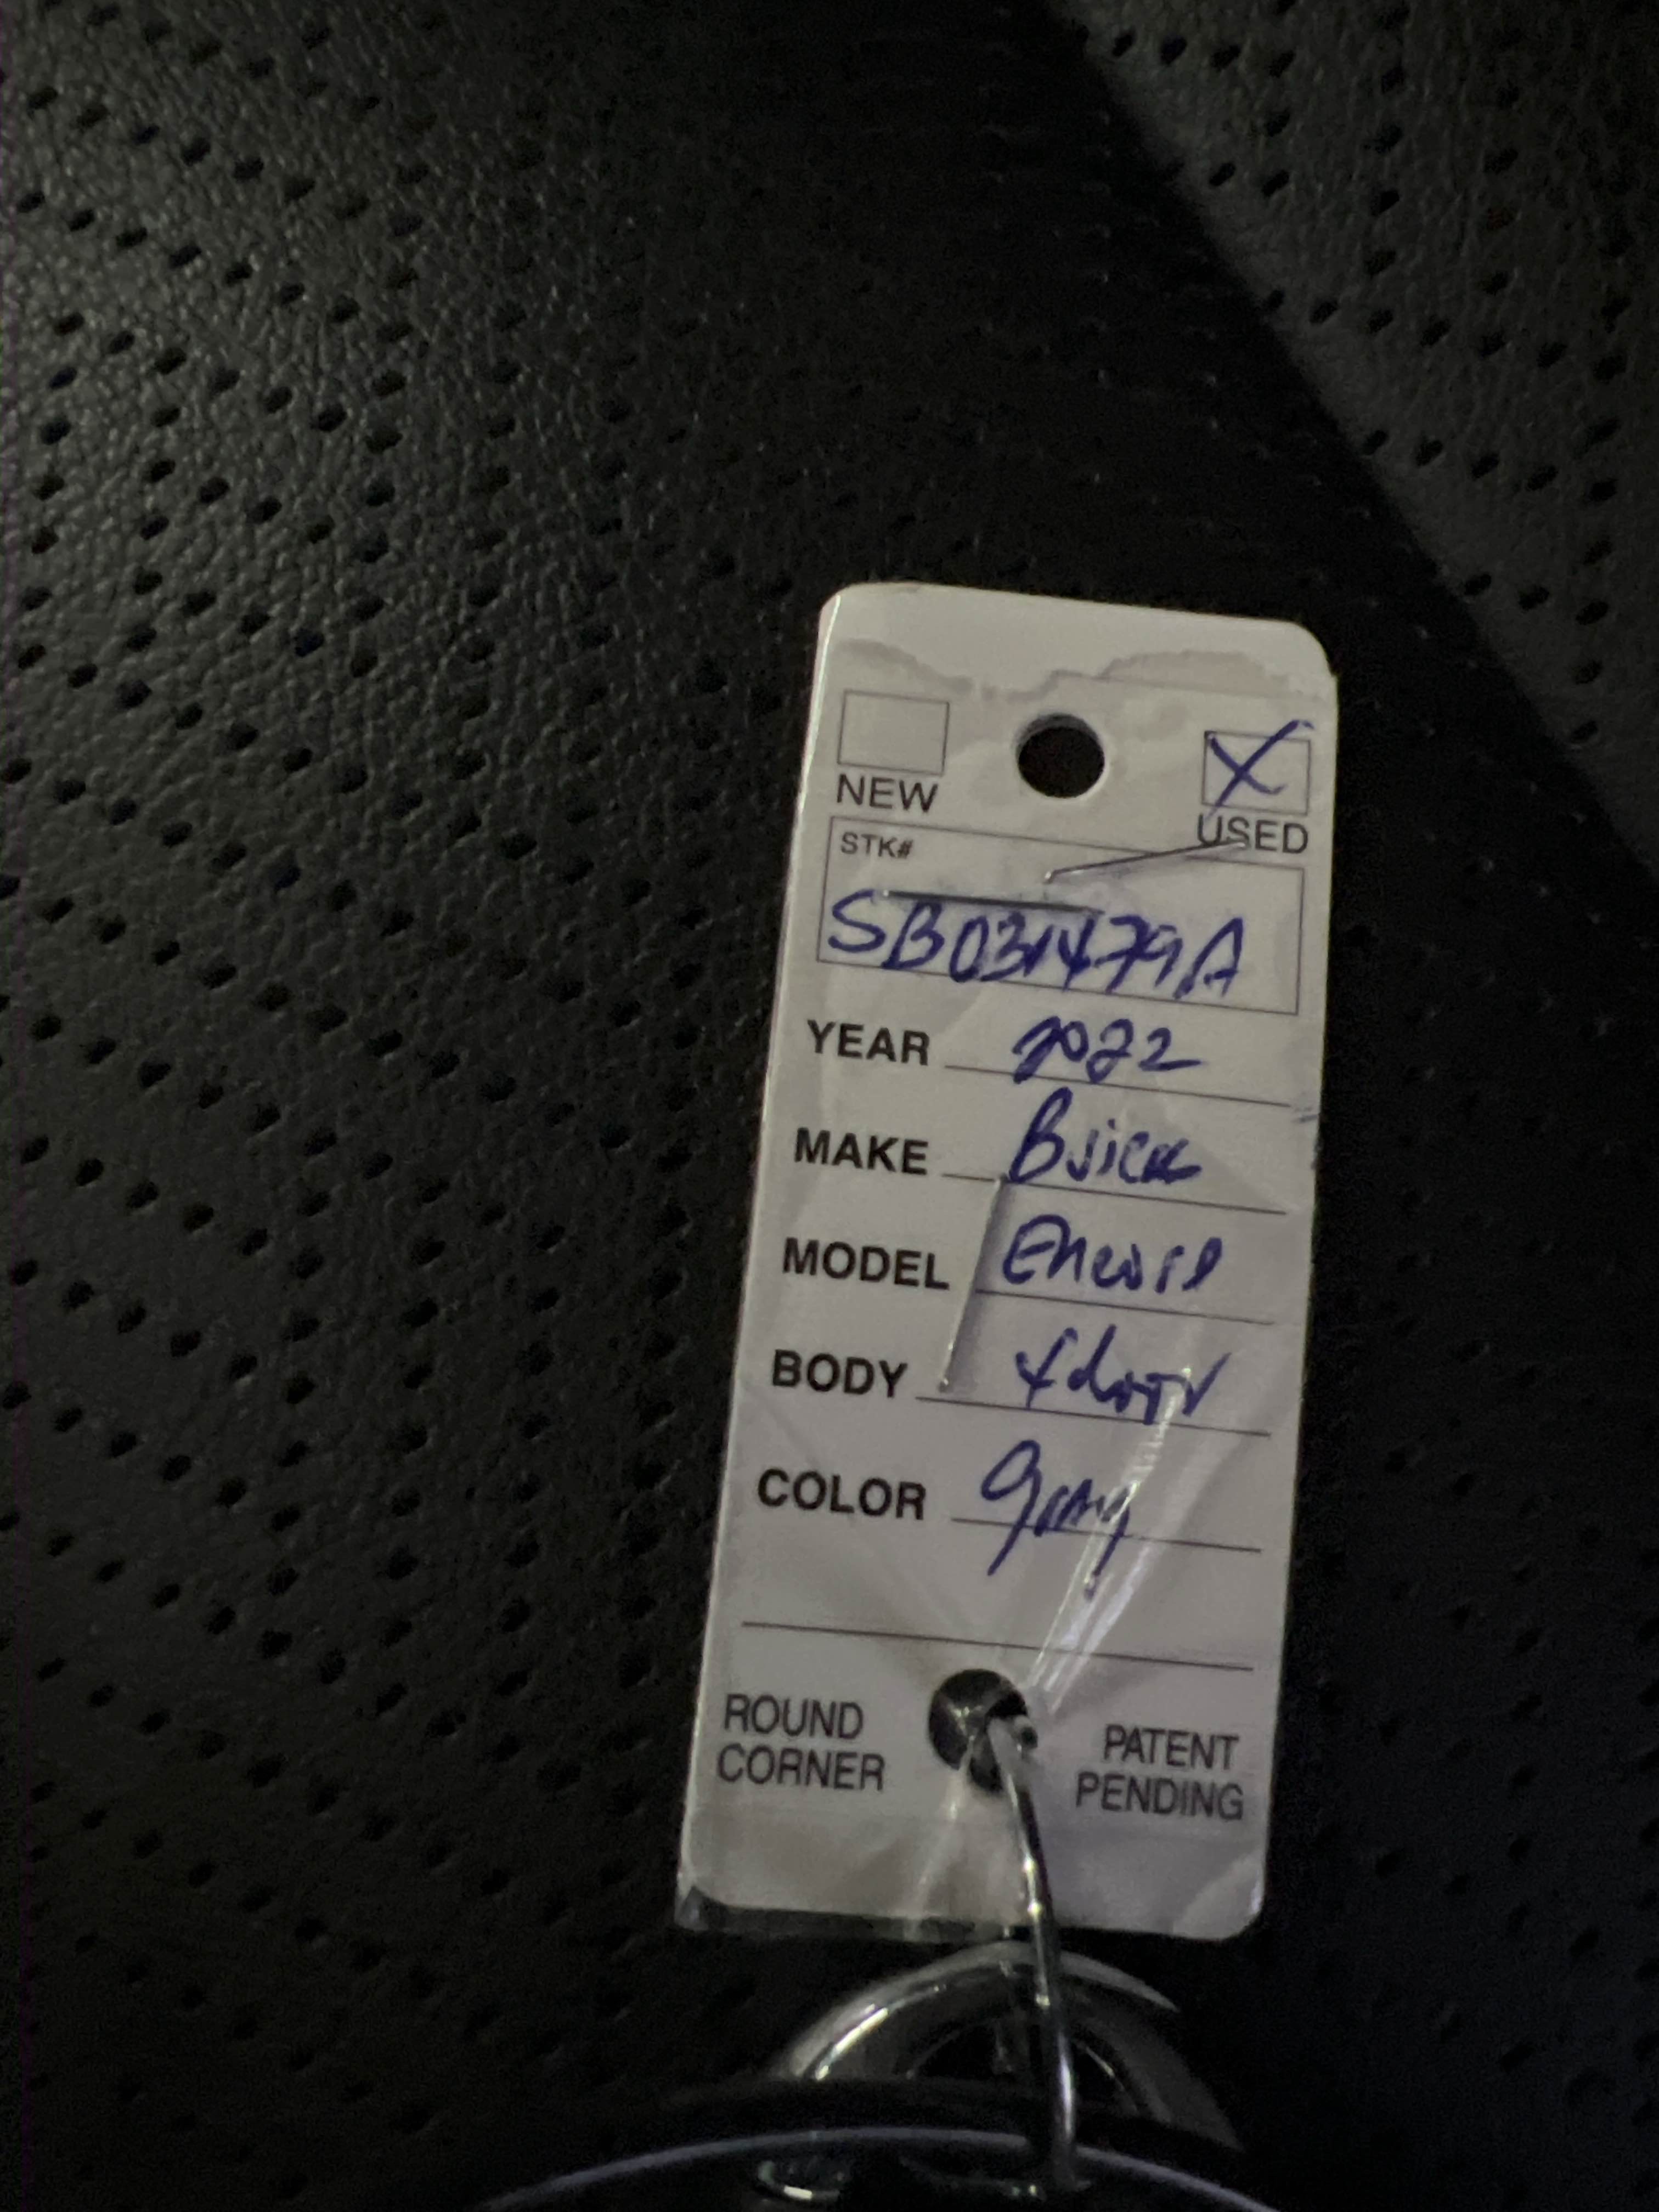 NEW
USED
STK#
SB031479A
YEAR 2022
MAKE Buick
MODEL Encore
BODY 4door
COLOR gray
ROUND CORNER
PATENT PENDING